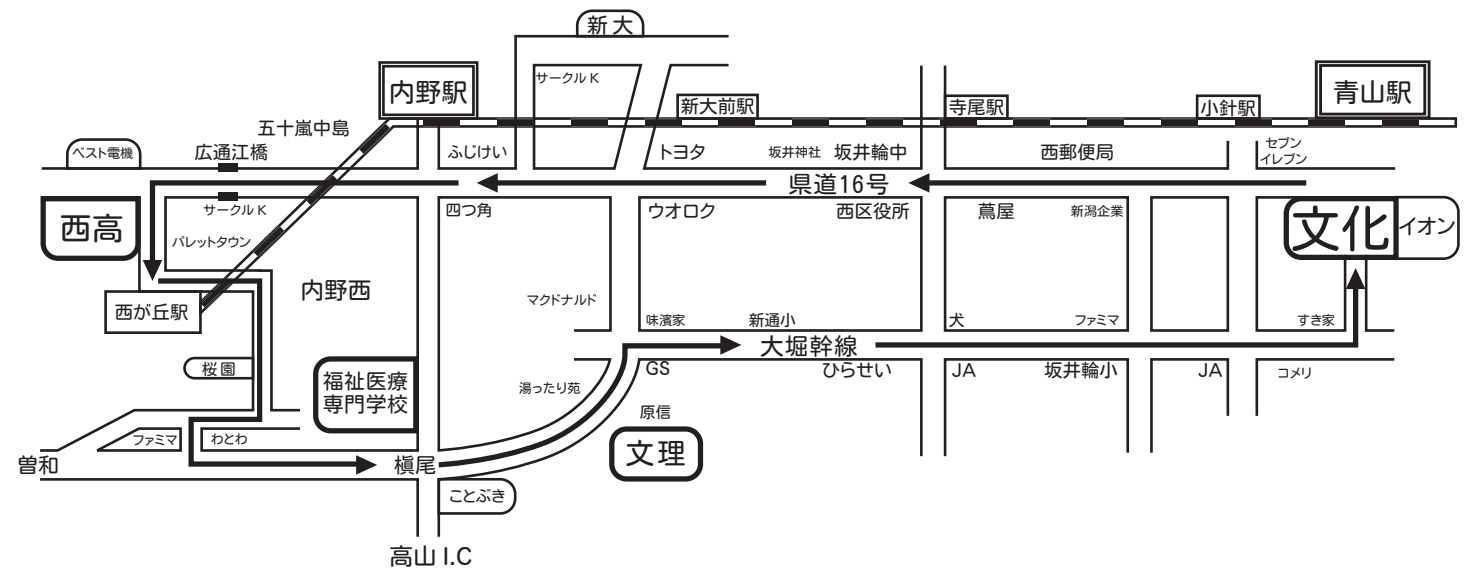 新大
サークルK
内野駅
新大前駅
寺尾駅
小針駅
青山駅
五十嵐中島
ベスト電機
広通江橋
ふじけい
トヨタ
坂井神社
坂井輪中
西郵便局
セブン
イレブン
県道16号
西高
サークルK
四つ角
ウオロク
西区役所
蔦屋
新潟企業
文化
イオン
パレットタウン
内野西
西が丘駅
マクドナルド
味濱家
新通小
犬
ファミマ
すき家
大堀幹線
桜園
福祉医療
専門学校
湯ったり苑
GS
ひらせい
JA
坂井輪小
JA
コメリ
原信
文理
ファミマ
わとわ
曽和
槇尾
ことぶき
高山 I.C